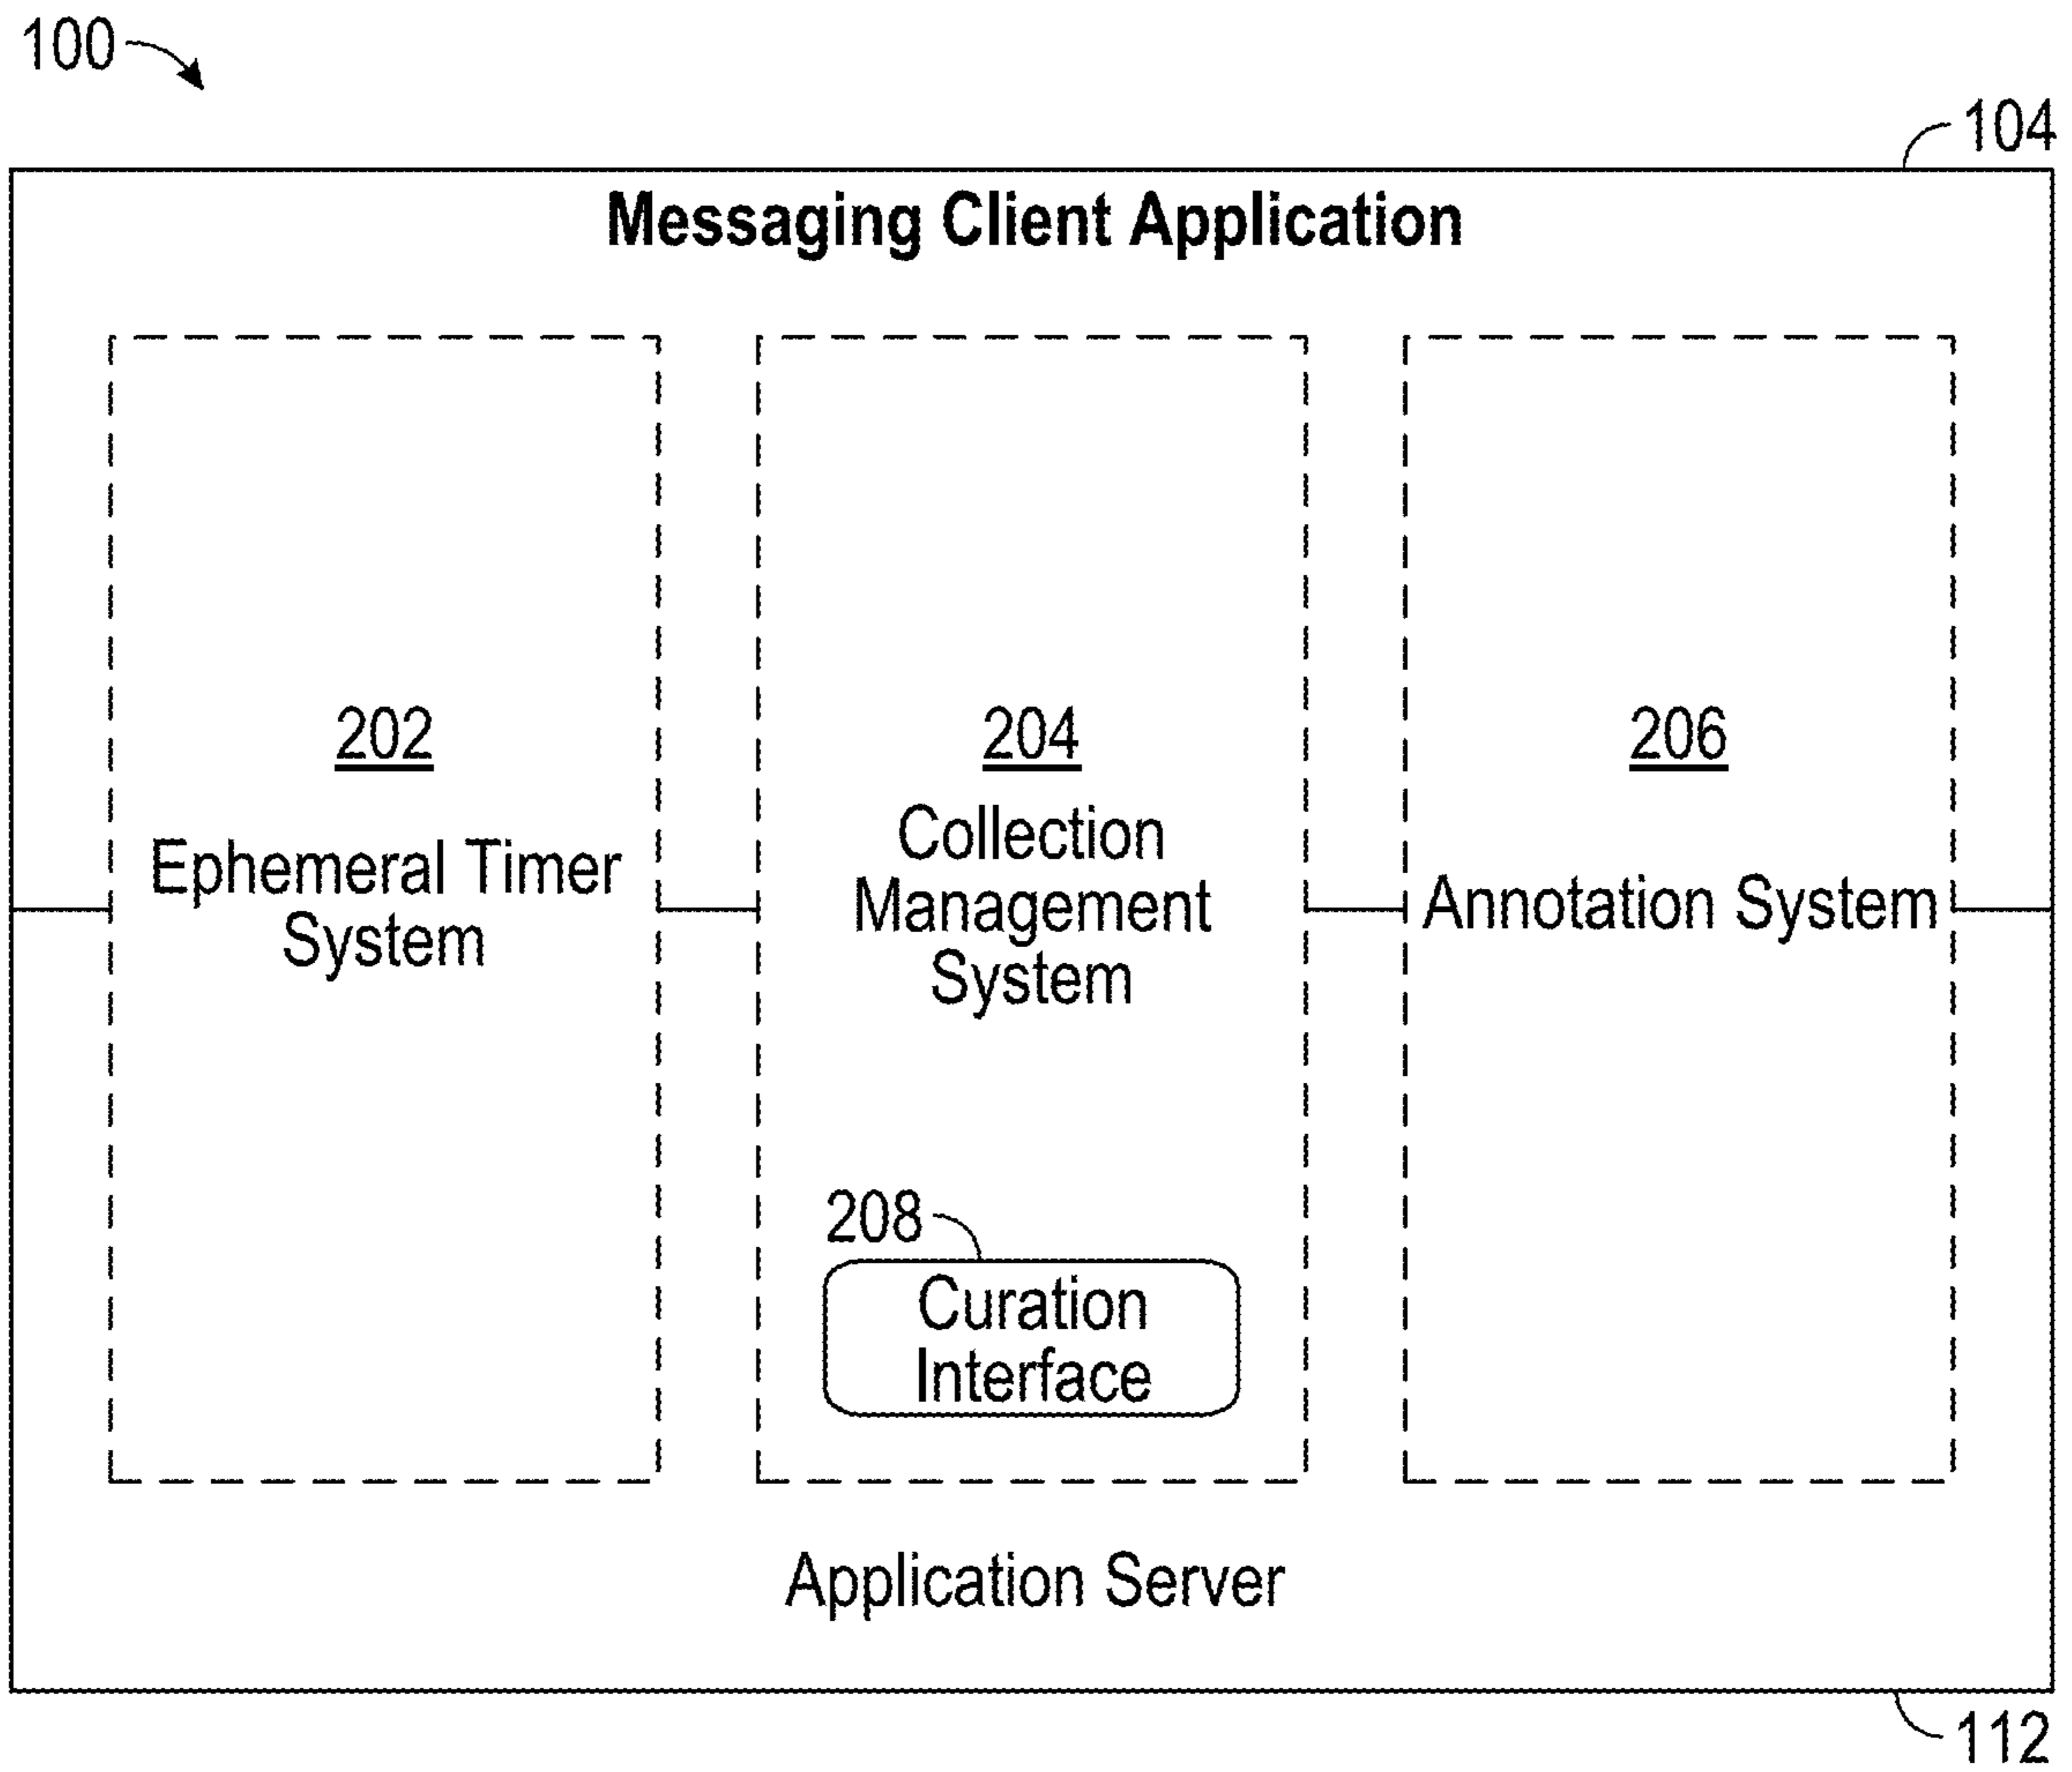 100
104
Messaging Client Application
202
Ephemeral Timer
System
204
Collection
Management
System
206
Annotation System
208
Curation
Interface
Application Server
112